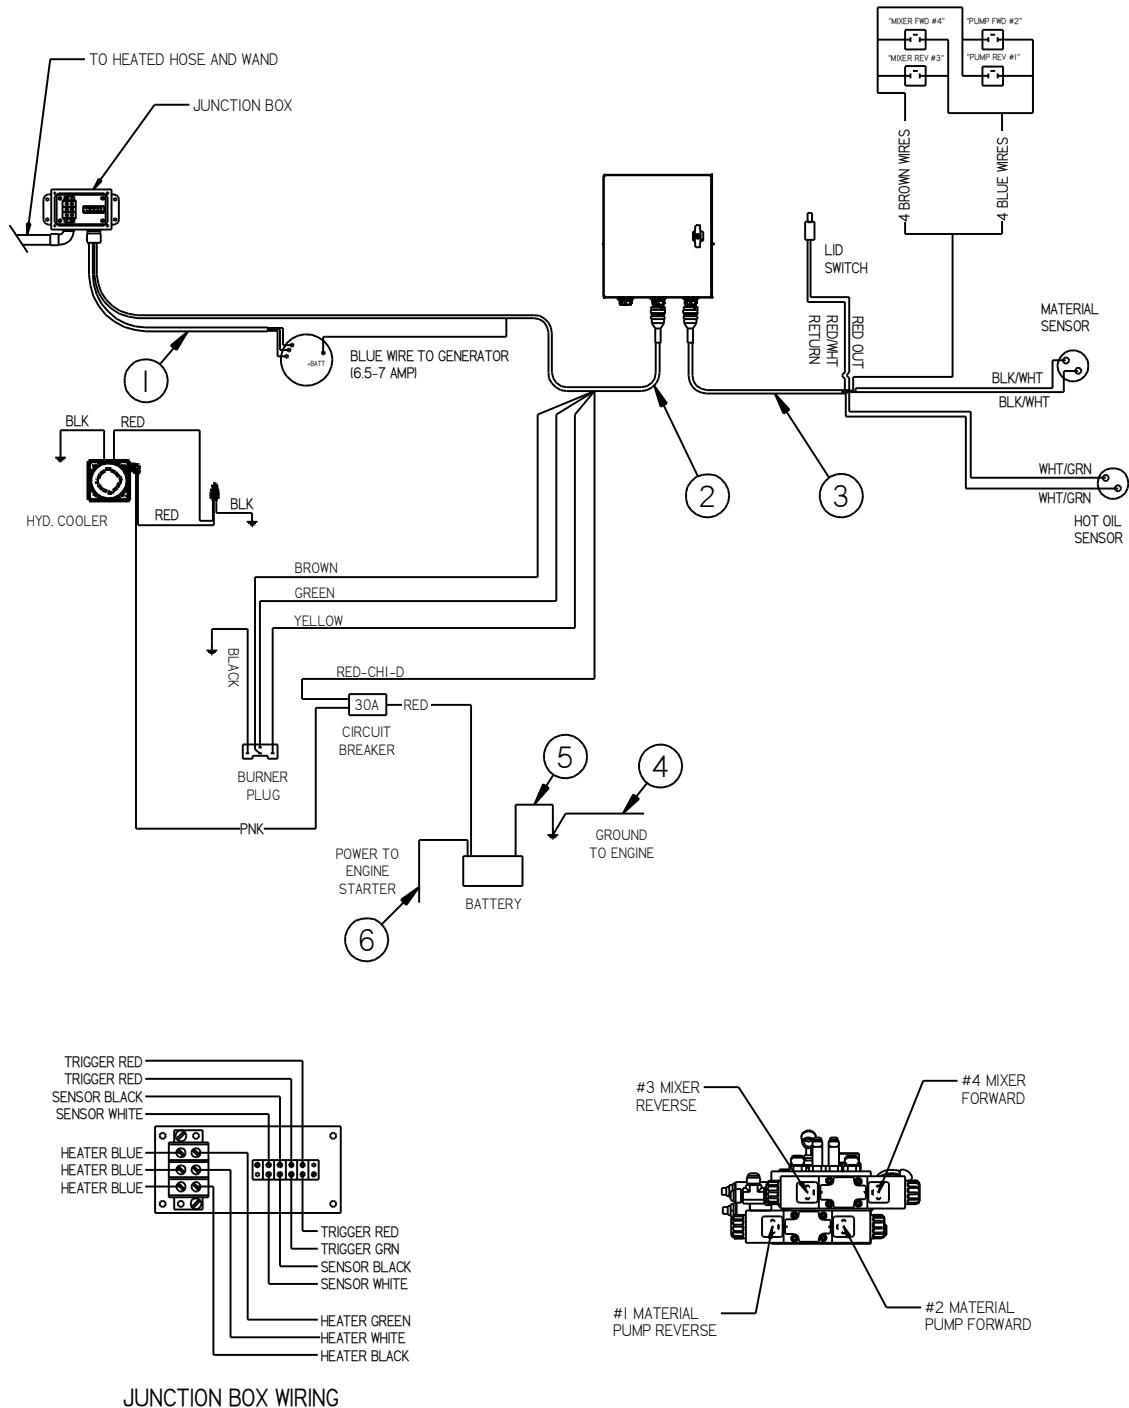 "MIXER FWD #4"
"PUMP FWD #2"
"MIXER REV #3"
"PUMP REV #1"
TO HEATED HOSE AND WAND
JUNCTION BOX
4 BROWN WIRES
4 BLUE WIRES
LID
SWITCH
RED OUT
RED/WHT
RETURN
MATERIAL
SENSOR
BLUE WIRE TO GENERATOR
(6.5-7 AMP)
+BATT
1
BLK/WHT
BLK/WHT
2
3
BLK
RED
WHT/GRN
WHT/GRN
HOT OIL
SENSOR
HYD. COOLER
RED
BLK
BROWN
GREEN
YELLOW
BLACK
RED-CHI-D
30A
RED
CIRCUIT
BREAKER
BURNER
PLUG
PNK
5
4
GROUND
TO ENGINE
POWER TO
ENGINE
STARTER
BATTERY
6
TRIGGER RED
TRIGGER RED
SENSOR BLACK
SENSOR WHITE
HEATER BLUE
HEATER BLUE
HEATER BLUE
TRIGGER RED
TRIGGER GRN
SENSOR BLACK
SENSOR WHITE
HEATER GREEN
HEATER WHITE
HEATER BLACK
JUNCTION BOX WIRING
#3 MIXER
REVERSE
#4 MIXER
FORWARD
#1 MATERIAL
PUMP REVERSE
#2 MATERIAL
PUMP FORWARD